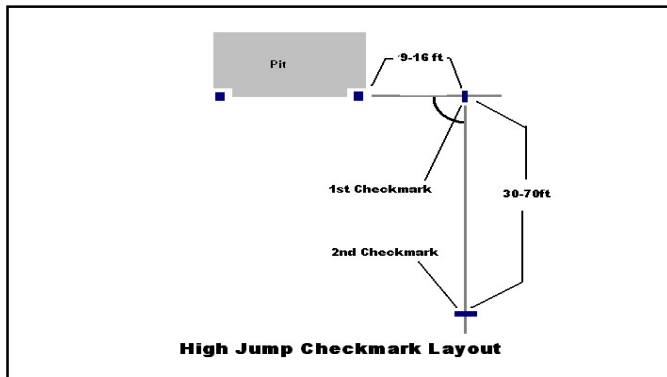 9-16 ft
Pit
1st Checkmark
30-70ft
2nd Checkmark
High Jump Checkmark Layout